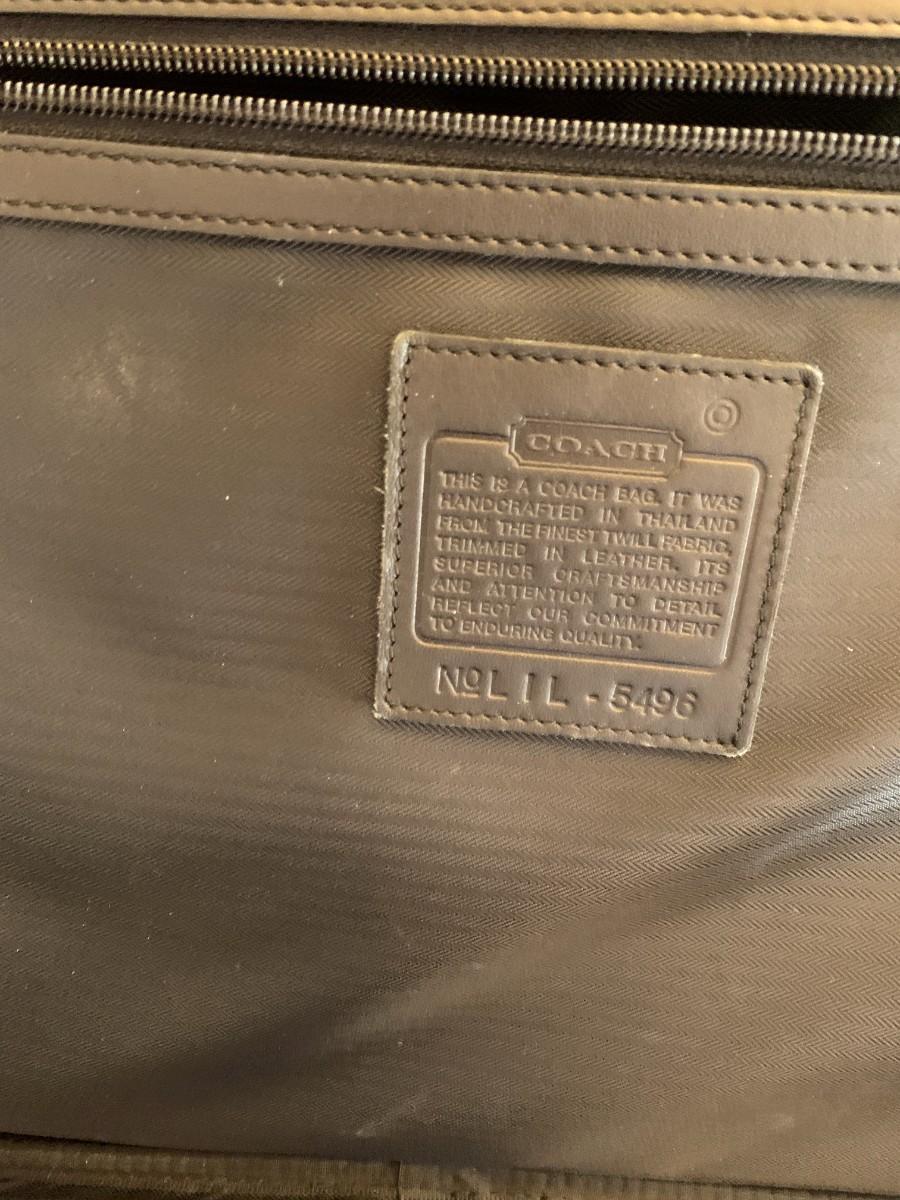 ©
COACH
THIS IS A COACH BAG. IT WAS
HANDCRAFTED IN THAILAND
FROM THE FINEST TWILL FABRIC,
TRIMMED IN LEATHER. ITS
SUPERIOR CRAFTSMANSHIP
AND ATTENTION TO DETAIL
REFLECT OUR COMMITMENT
TO ENDURING QUALITY.
Nº LIL - 5496